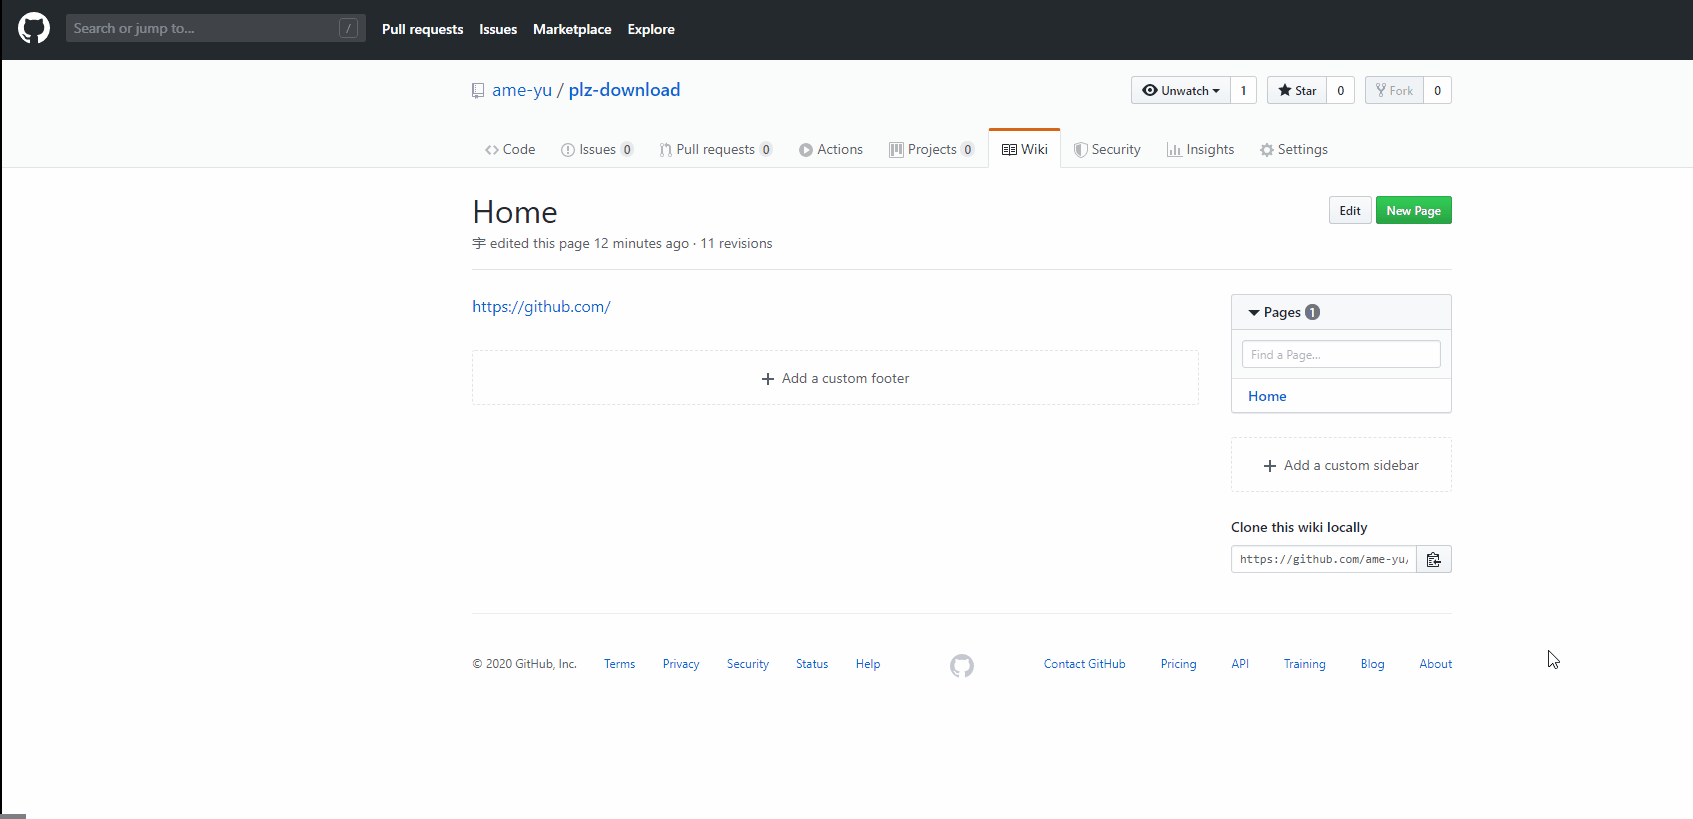 Search or jump to... /
Pull requests Issues Marketplace Explore
ame-yu / plz-download
Unwatch 1 Star 0 Fork 0
Code Issues 0 Pull requests 0 Actions Projects 0 Wiki Security Insights Settings
Home
Edit New Page
宇 edited this page 12 minutes ago · 11 revisions
https://github.com/
Pages 1
Find a Page...
Home
+ Add a custom footer
+ Add a custom sidebar
Clone this wiki locally
https://github.com/ame-yu/
© 2020 GitHub, Inc. Terms Privacy Security Status Help Contact GitHub Pricing API Training Blog About